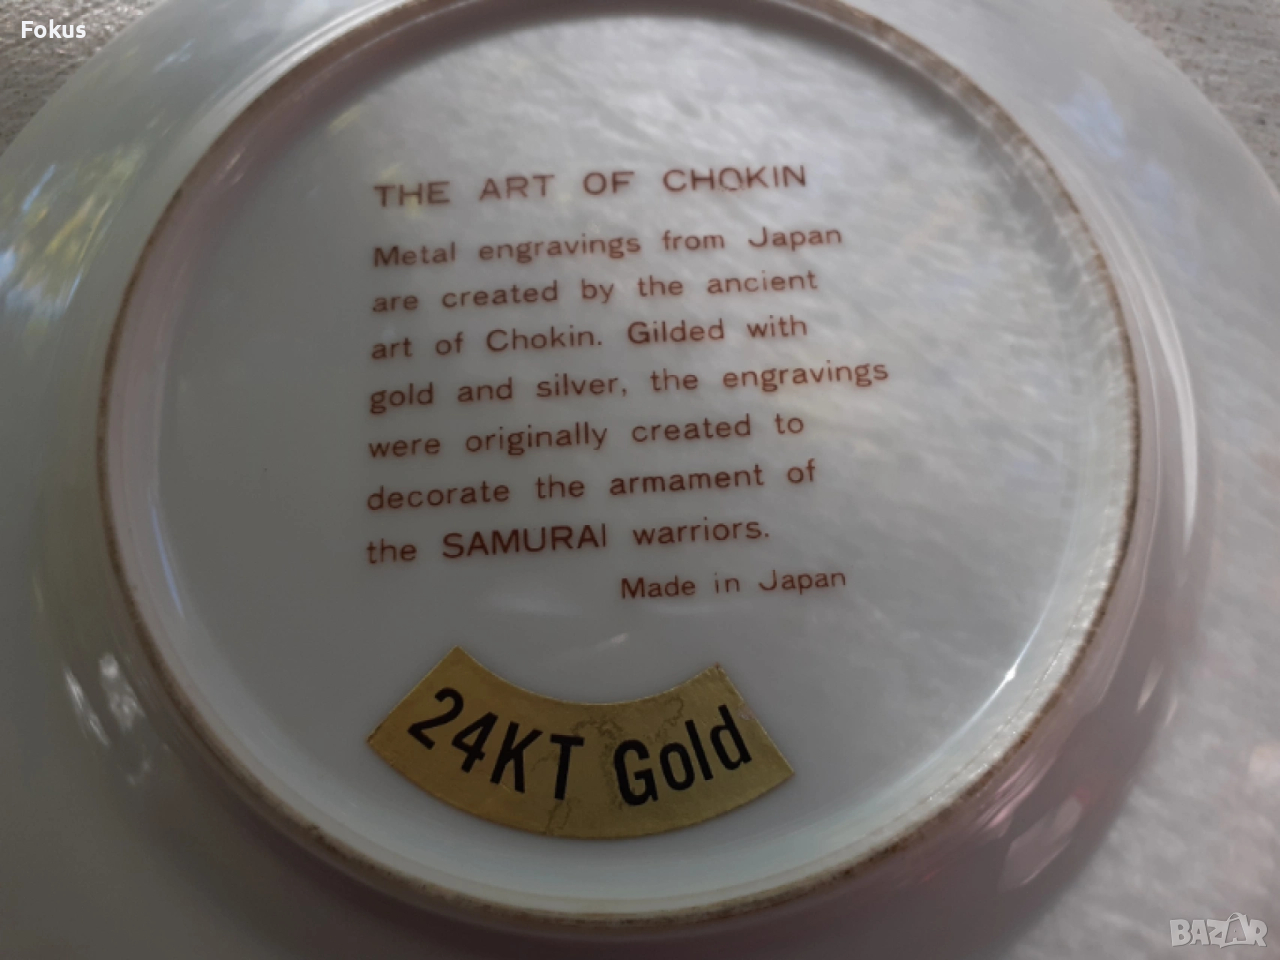 Fokus
THE ART OF CHOKIN
Metal engravings from Japan
are created by the ancient
art of Chokin. Gilded with
gold and silver, the engravings
were originally created to
decorate the armament of
the SAMURAI warriors.
Made in Japan
24KT Gold
BAZAR